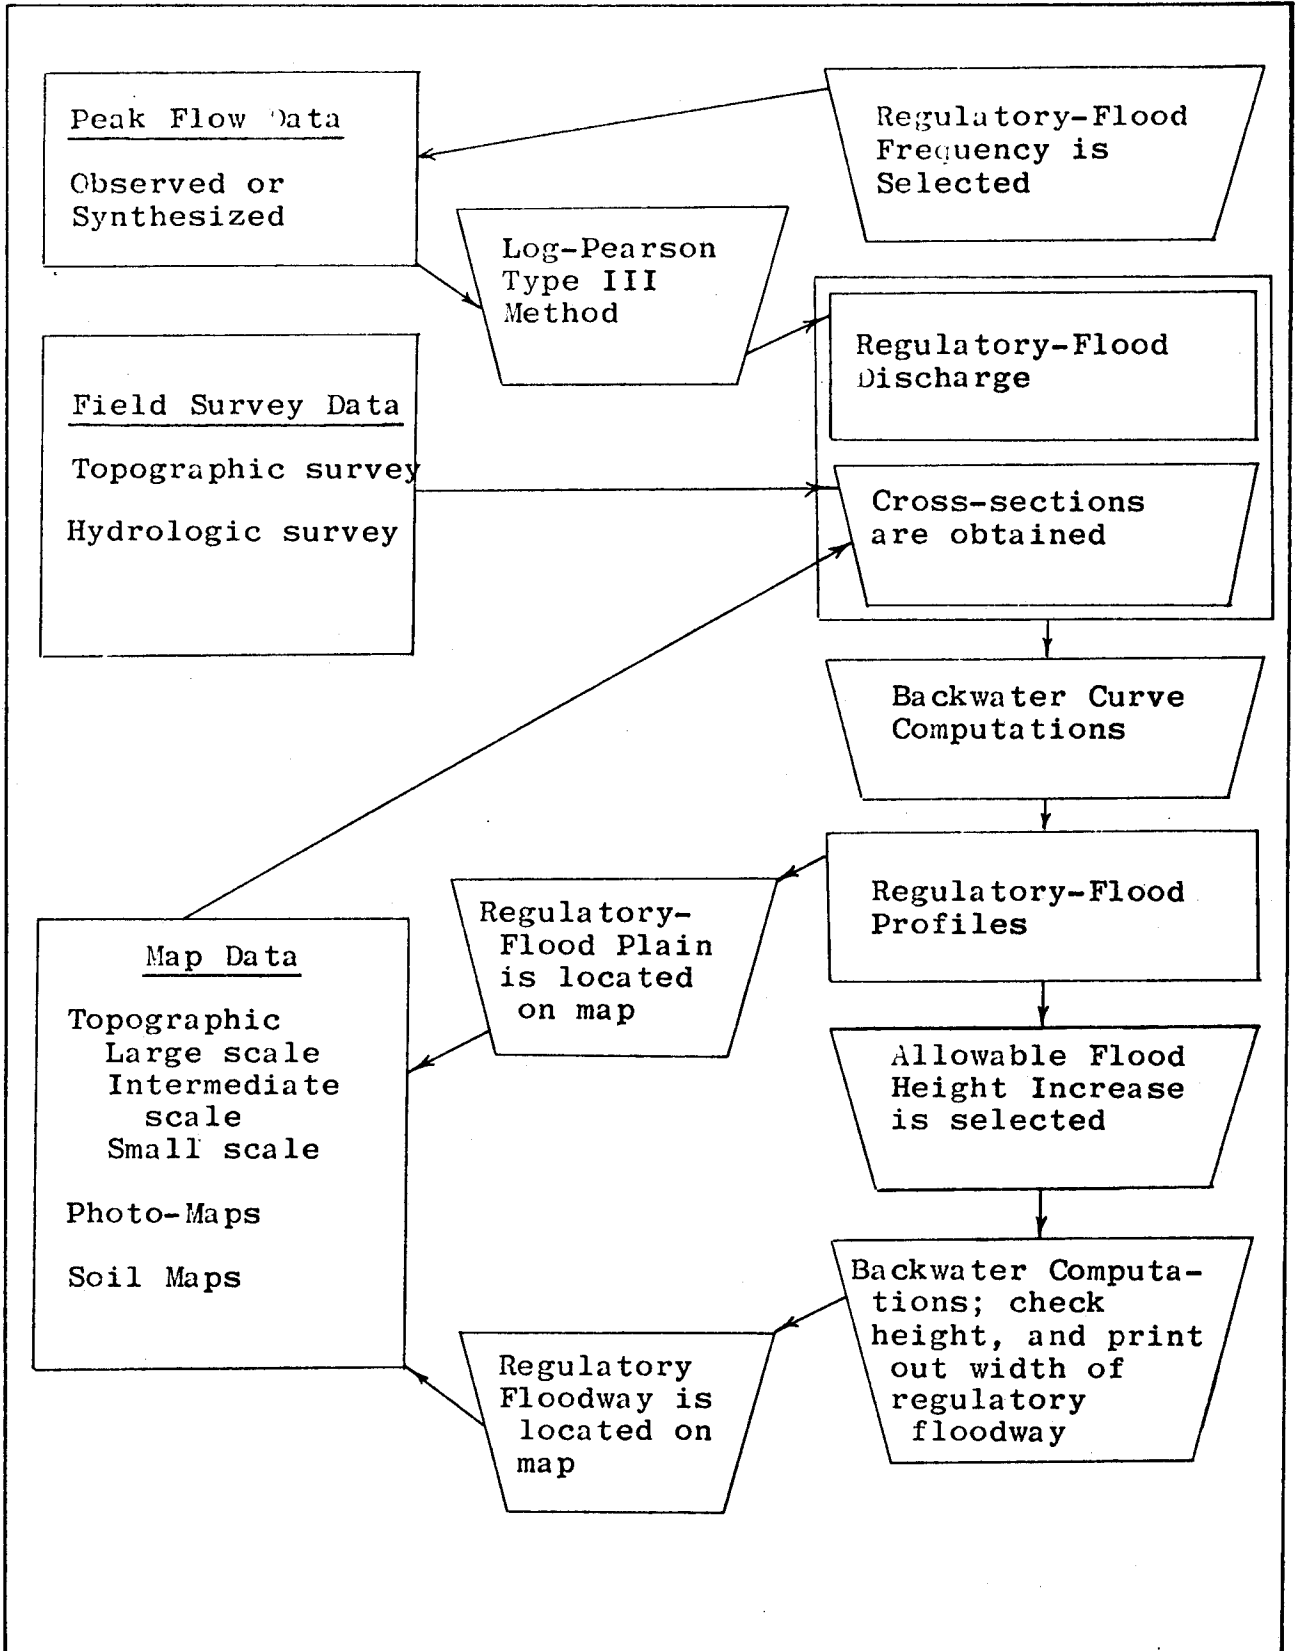 Peak Flow Data
Observed or
Synthesized
Regulatory-Flood
Frequency is
Selected
Log-Pearson
Type III
Method
Regulatory-Flood
Discharge
Field Survey Data
Topographic survey
Hydrologic survey
Cross-sections
are obtained
Backwater Curve
Computations
Regulatory-Flood
Profiles
Regulatory-
Flood Plain
is located
on map
Map Data
Topographic
Large scale
Intermediate
scale
Small scale
Photo-Maps
Soil Maps
Allowable Flood
Height Increase
is selected
Backwater Computa-
tions; check
height, and print
out width of
regulatory
floodway
Regulatory
Floodway is
located on
map